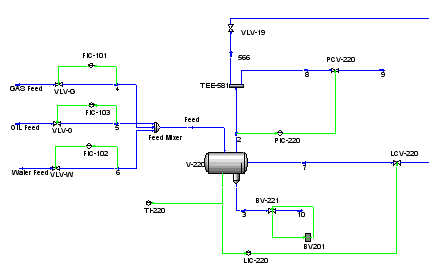 VLV-19
FIC-101
566
PCV-220
GAS Feed
VLV-G
4
TEE-581
8
9
FIC-103
OIL Feed
VLV-O
5
Feed Mixer
Feed
2
PIC-220
FIC-102
Water Feed
VLV-W
6
V-220
7
LCV-220
TI-220
3
BV-221
10
BV201
LIC-220